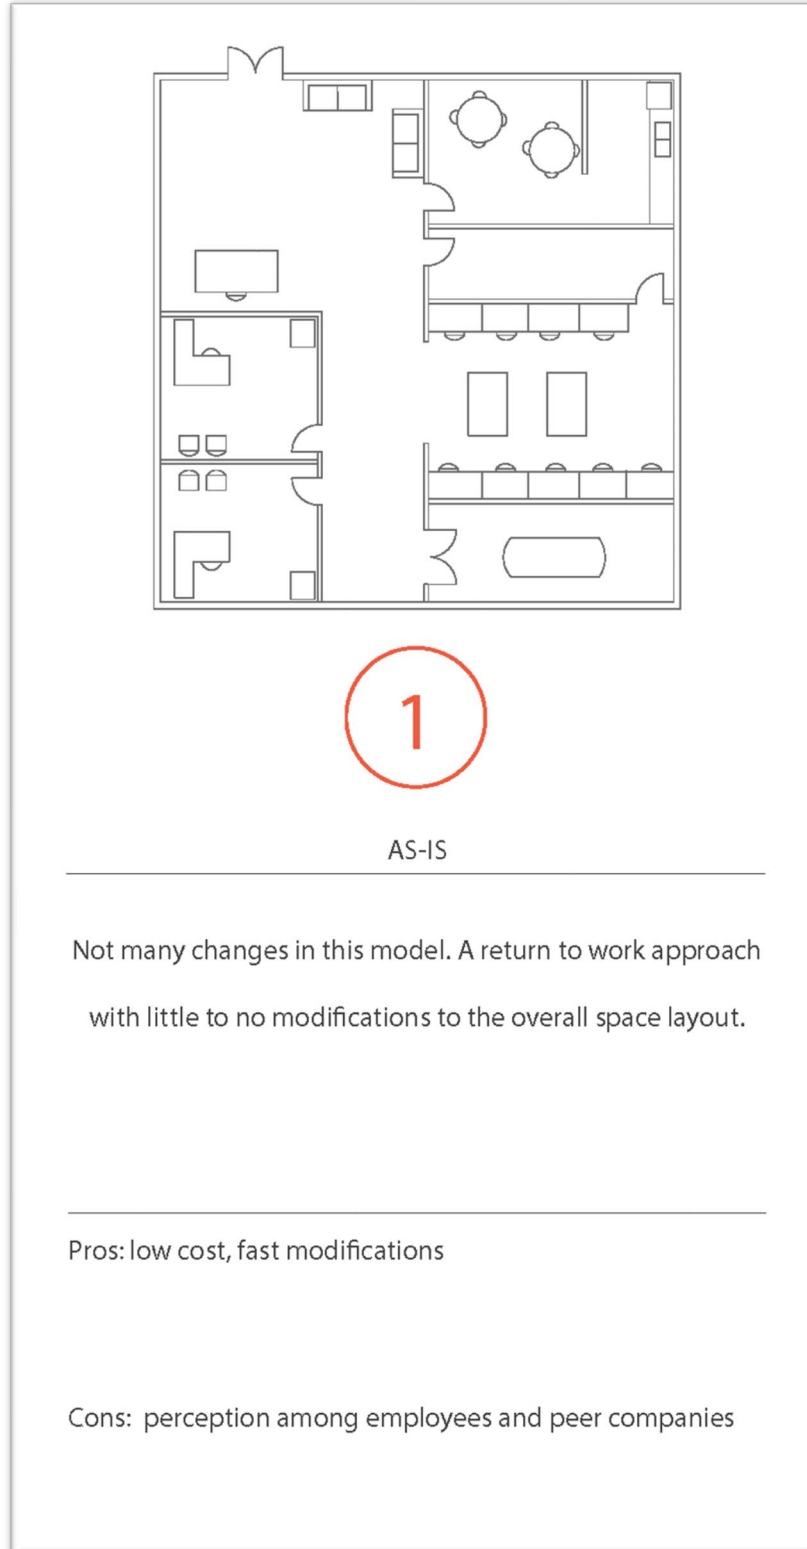 1
AS-IS
Not many changes in this model. A return to work approach
with little to no modifications to the overall space layout.
Pros: low cost, fast modifications
Cons:  perception among employees and peer companies